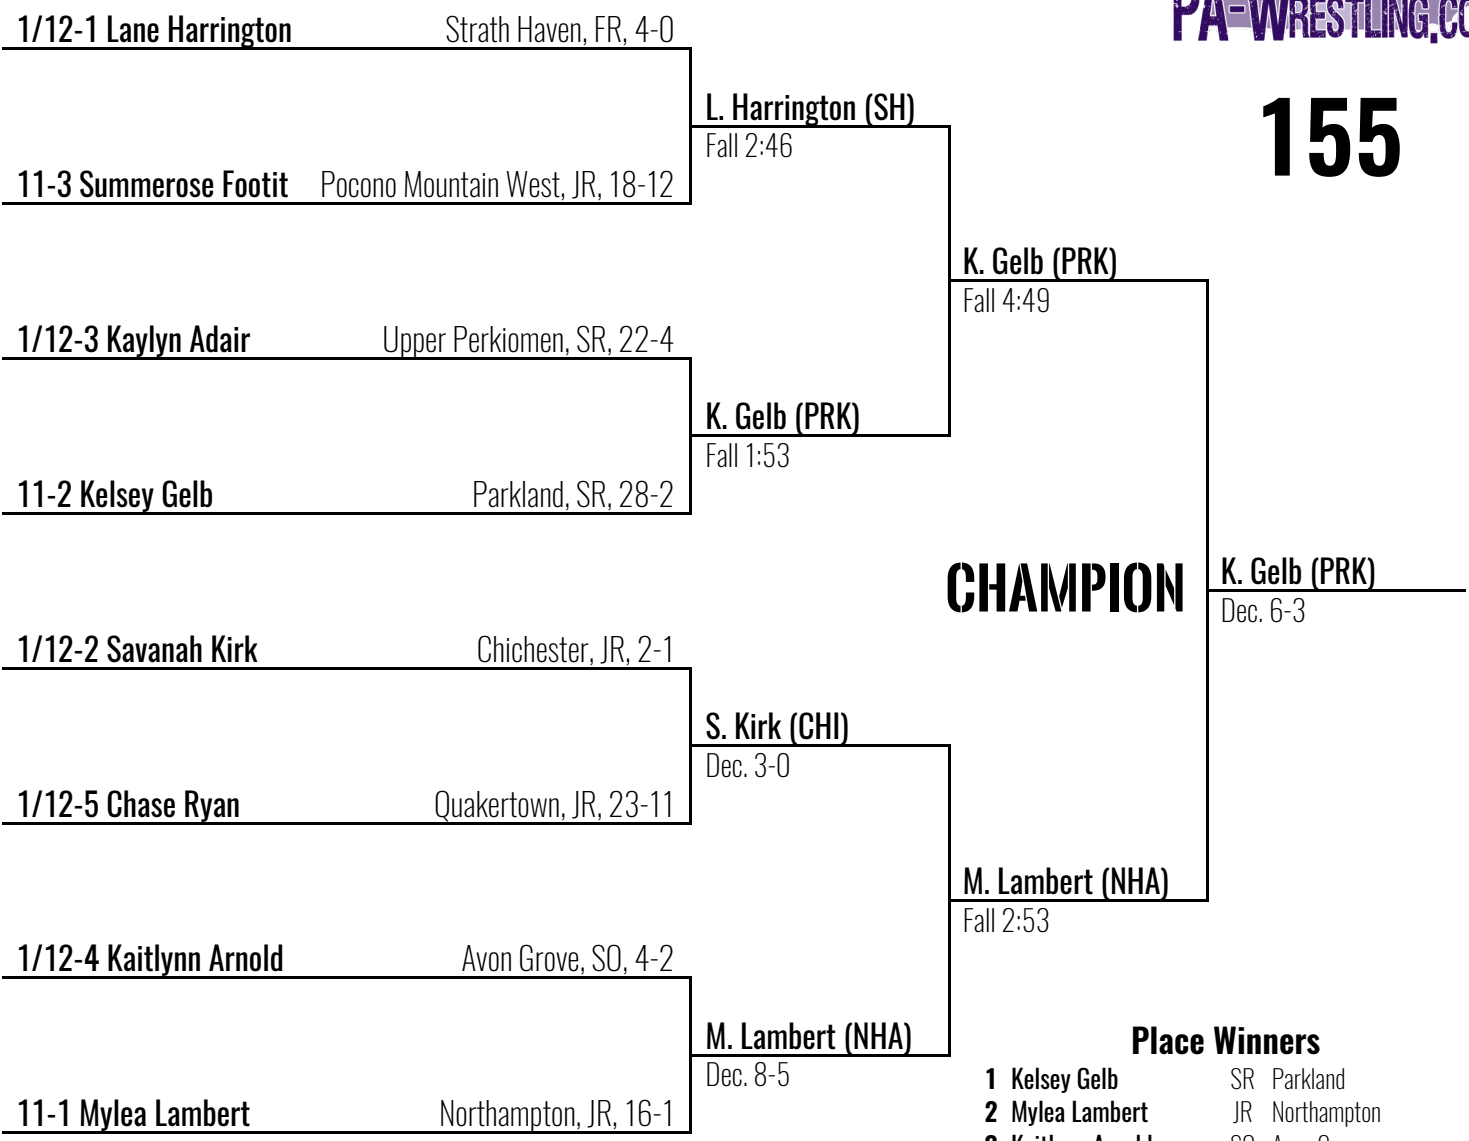 PA-WRESTLING.CO
155
1/12-1 Lane Harrington Strath Haven, FR, 4-0
L. Harrington (SH)
Fall 2:46
11-3 Summerose Footit Pocono Mountain West, JR, 18-12
K. Gelb (PRK)
Fall 4:49
1/12-3 Kaylyn Adair Upper Perkiomen, SR, 22-4
K. Gelb (PRK)
Fall 1:53
11-2 Kelsey Gelb Parkland, SR, 28-2
CHAMPION
K. Gelb (PRK)
Dec. 6-3
1/12-2 Savanah Kirk Chichester, JR, 2-1
S. Kirk (CHI)
Dec. 3-0
1/12-5 Chase Ryan Quakertown, JR, 23-11
M. Lambert (NHA)
Fall 2:53
1/12-4 Kaitlynn Arnold Avon Grove, SO, 4-2
M. Lambert (NHA)
Dec. 8-5
11-1 Mylea Lambert Northampton, JR, 16-1
Place Winners
1 Kelsey Gelb SR Parkland
2 Mylea Lambert JR Northampton